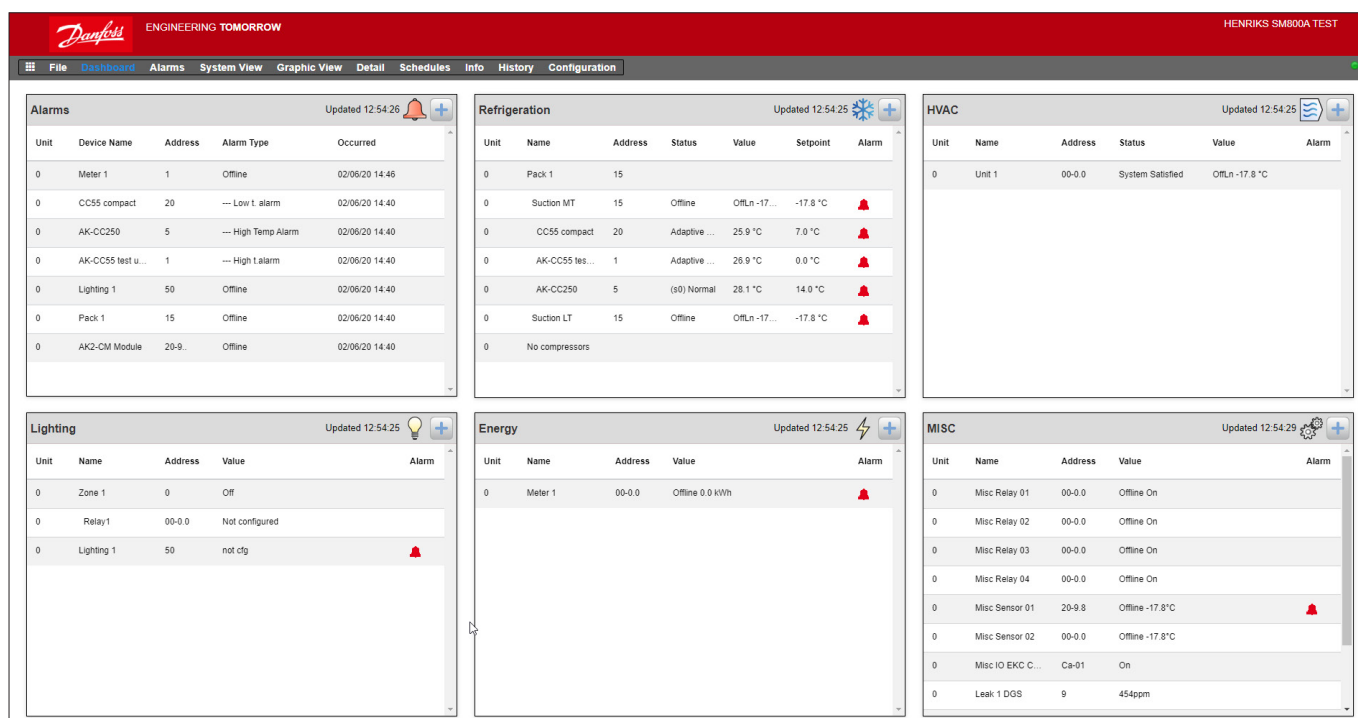 Danfoss ENGINEERING TOMORROW HENRIKS SM800A TEST
File Dashboard Alarms System View Graphic View Detail Schedules Info History Configuration
Alarms Updated 12:54:26
Unit Device Name Address Alarm Type Occurred
0 Meter 1 1 Offline 02/06/20 14:46
0 CC55 compact 20 --- Low t. alarm 02/06/20 14:40
0 AK-CC250 5 --- High Temp Alarm 02/06/20 14:40
0 AK-CC55 test u... 1 --- High t.alarm 02/06/20 14:40
0 Lighting 1 50 Offline 02/06/20 14:40
0 Pack 1 15 Offline 02/06/20 14:40
0 AK2-CM Module 20-9.. Offline 02/06/20 14:40
Refrigeration Updated 12:54:25
Unit Name Address Status Value Setpoint Alarm
0 Pack 1 15
0 Suction MT 15 Offline OffLn -17... -17.8 °C
0 CC55 compact 20 Adaptive ... 25.9 °C 7.0 °C
0 AK-CC55 tes... 1 Adaptive ... 26.9 °C 0.0 °C
0 AK-CC250 5 (s0) Normal 28.1 °C 14.0 °C
0 Suction LT 15 Offline OffLn -17... -17.8 °C
0 No compressors
HVAC Updated 12:54:25
Unit Name Address Status Value Alarm
0 Unit 1 00-0.0 System Satisfied OffLn -17.8 °C
Lighting Updated 12:54:25
Unit Name Address Value Alarm
0 Zone 1 0 Off
0 Relay1 00-0.0 Not configured
0 Lighting 1 50 not cfg
Energy Updated 12:54:25
Unit Name Address Value Alarm
0 Meter 1 00-0.0 Offline 0.0 kWh
MISC Updated 12:54:29
Unit Name Address Value Alarm
0 Misc Relay 01 00-0.0 Offline On
0 Misc Relay 02 00-0.0 Offline On
0 Misc Relay 03 00-0.0 Offline On
0 Misc Relay 04 00-0.0 Offline On
0 Misc Sensor 01 20-9.8 Offline -17.8°C
0 Misc Sensor 02 00-0.0 Offline -17.8°C
0 Misc IO EKC C... Ca-01 On
0 Leak 1 DGS 9 454ppm